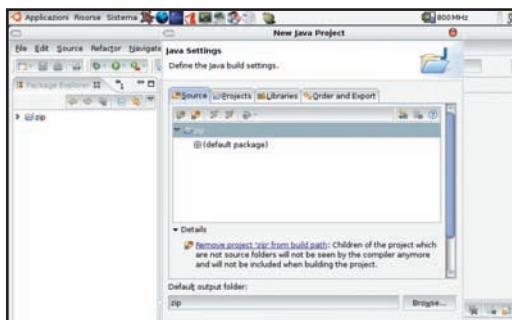 Applicazioni Risorse Sistema 800 MHz
New Java Project
File Edit Source Refactor Navigate
Java Settings
Define the Java build settings.
Package Explorer
Source Projects Libraries Order and Export
zip
zip
(default package)
Details
Remove project 'zip' from build path: Children of the project which
are not source folders will not be seen by the compiler anymore
and will not be included when building the project.
Default output folder:
zip
Browse...